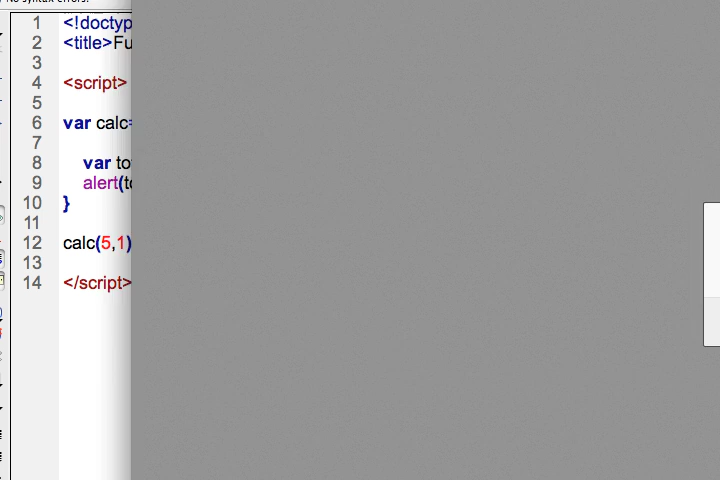 No syntax errors!
1 <!doctyp
2 <title>Fu
3
4 <script>
5
6 var calc=
7
8 var to
9 alert(to
10 }
11
12 calc(5,1)
13
14 </script>